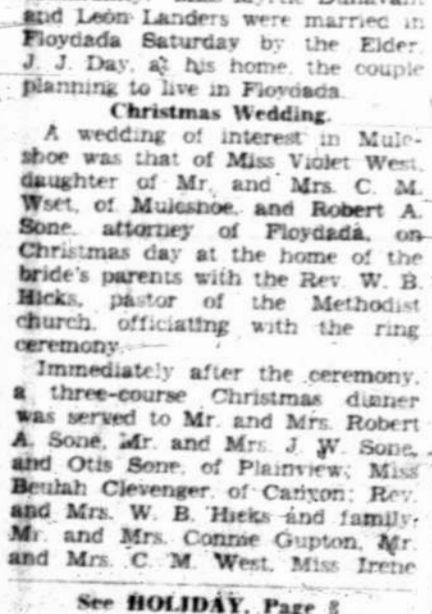 and Leon Landers were married in
Floydada Saturday by the Elder.
J. J. Day, at his home, the couple
planning to live in Floydada.
Christmas Wedding.
A wedding of interest in Mule-
shoe was that of Miss Violet West,
daughter of Mr. and Mrs. C. M.
Wset, of Muleshoe, and Robert A.
Sone, attorney of Floydada, on
Christmas day at the home of the
bride's parents with the Rev. W. B.
Hicks, pastor of the Methodist
church, officiating with the ring
ceremony.
Immediately after the ceremony,
a three-course Christmas dinner
was served to Mr. and Mrs. Robert
A. Sone, Mr. and Mrs. J. W. Sone,
and Otis Sone, of Plainview; Miss
Beulah Clevenger, of Canyon; Rev.
and Mrs. W. B. Hicks and family;
Mr. and Mrs. Connie Gupton, Mr.
and Mrs. C. M. West, Miss Irene
See HOLIDAY, Page 8